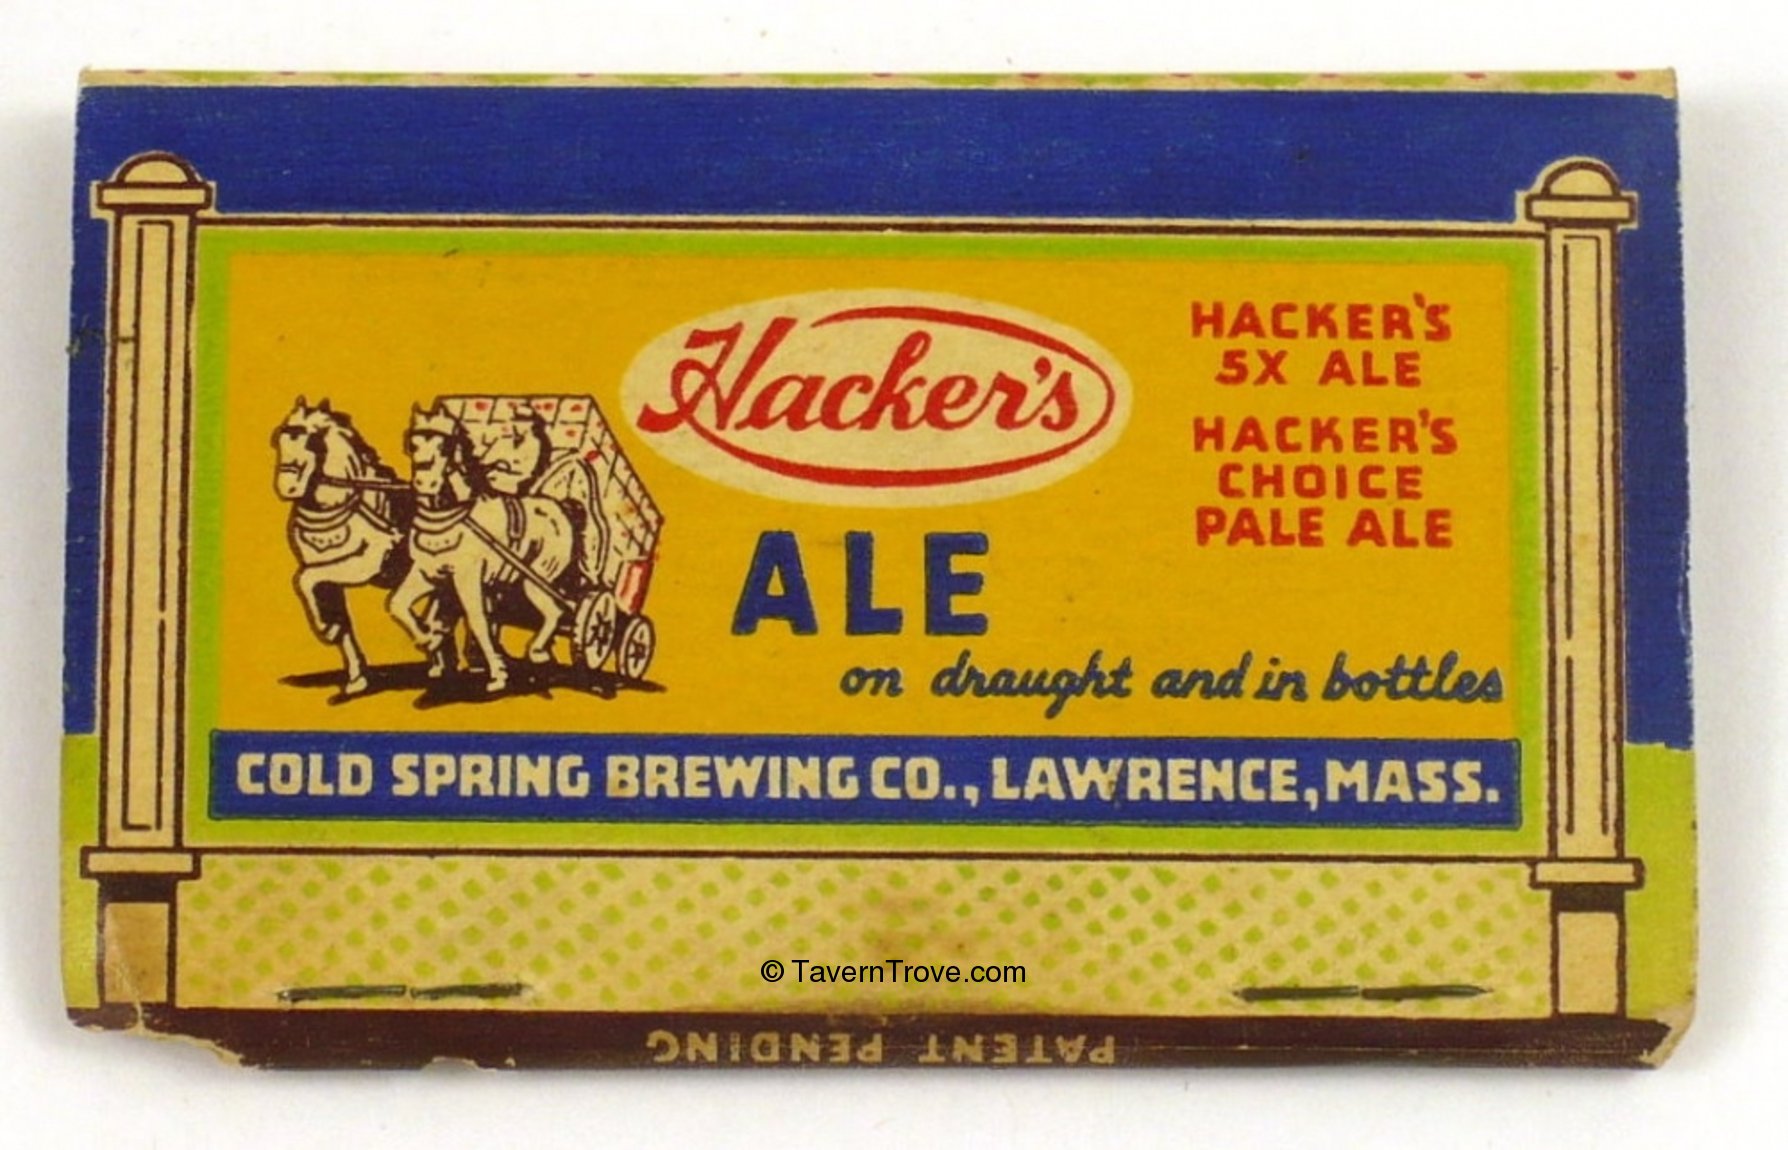 Hacker's
ALE
on draught and in bottles
HACKER'S
5X ALE
HACKER'S
CHOICE
PALE ALE
COLD SPRING BREWING CO., LAWRENCE, MASS.
© TavernTrove.com
PATENT PENDING